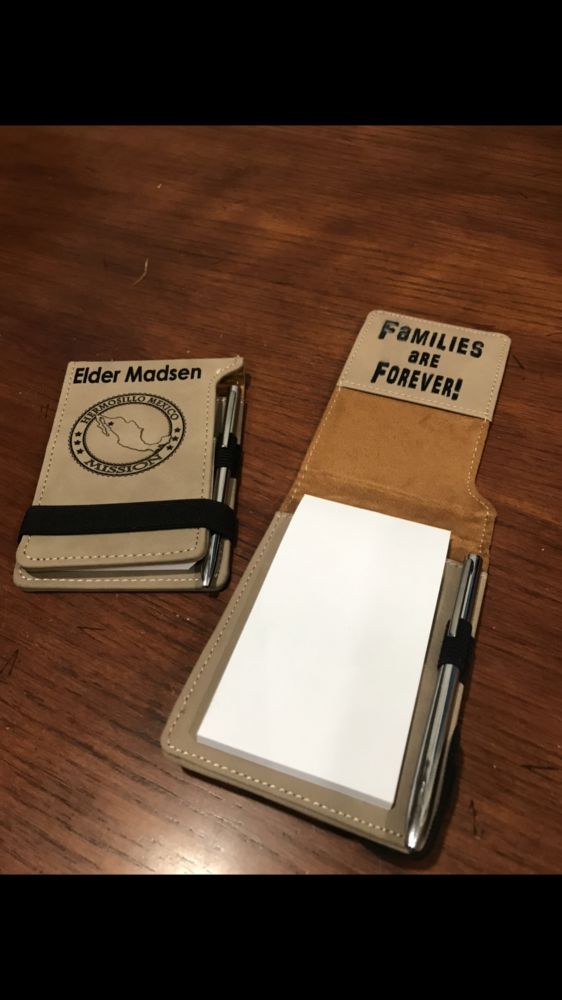 Elder Madsen
HERMOSILLO MEXICO
MISSION
FAMILIES
ARE
FOREVER!